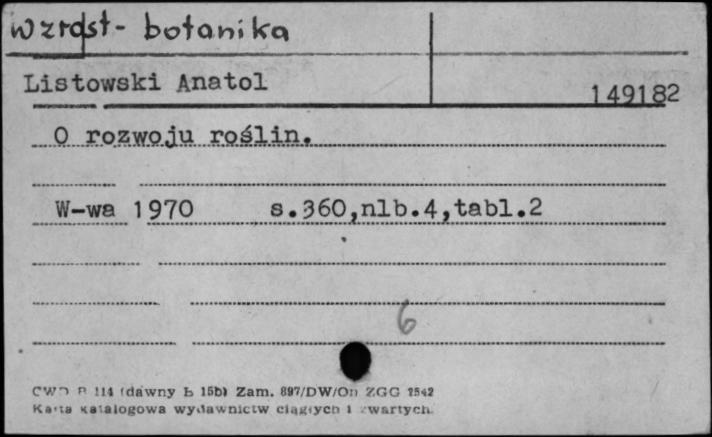 Wzrost - botanika
Listowski Anatol
149182
O rozwoju roślin.
W-wa 1970 s.360,nlb.4,tabl.2
6
CWD P 114 (dawny Ł 15b) Zam. 897/DW/On ZGG 2542
Karta katalogowa wydawnictw ciągłych i zwartych.